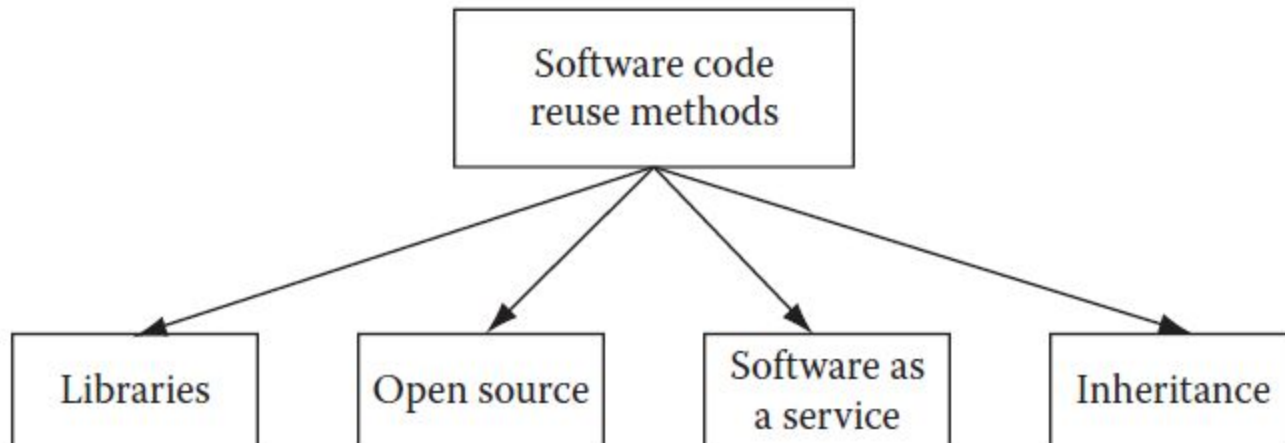 Software code
reuse methods
Libraries
Open source
Software as
a service
Inheritance